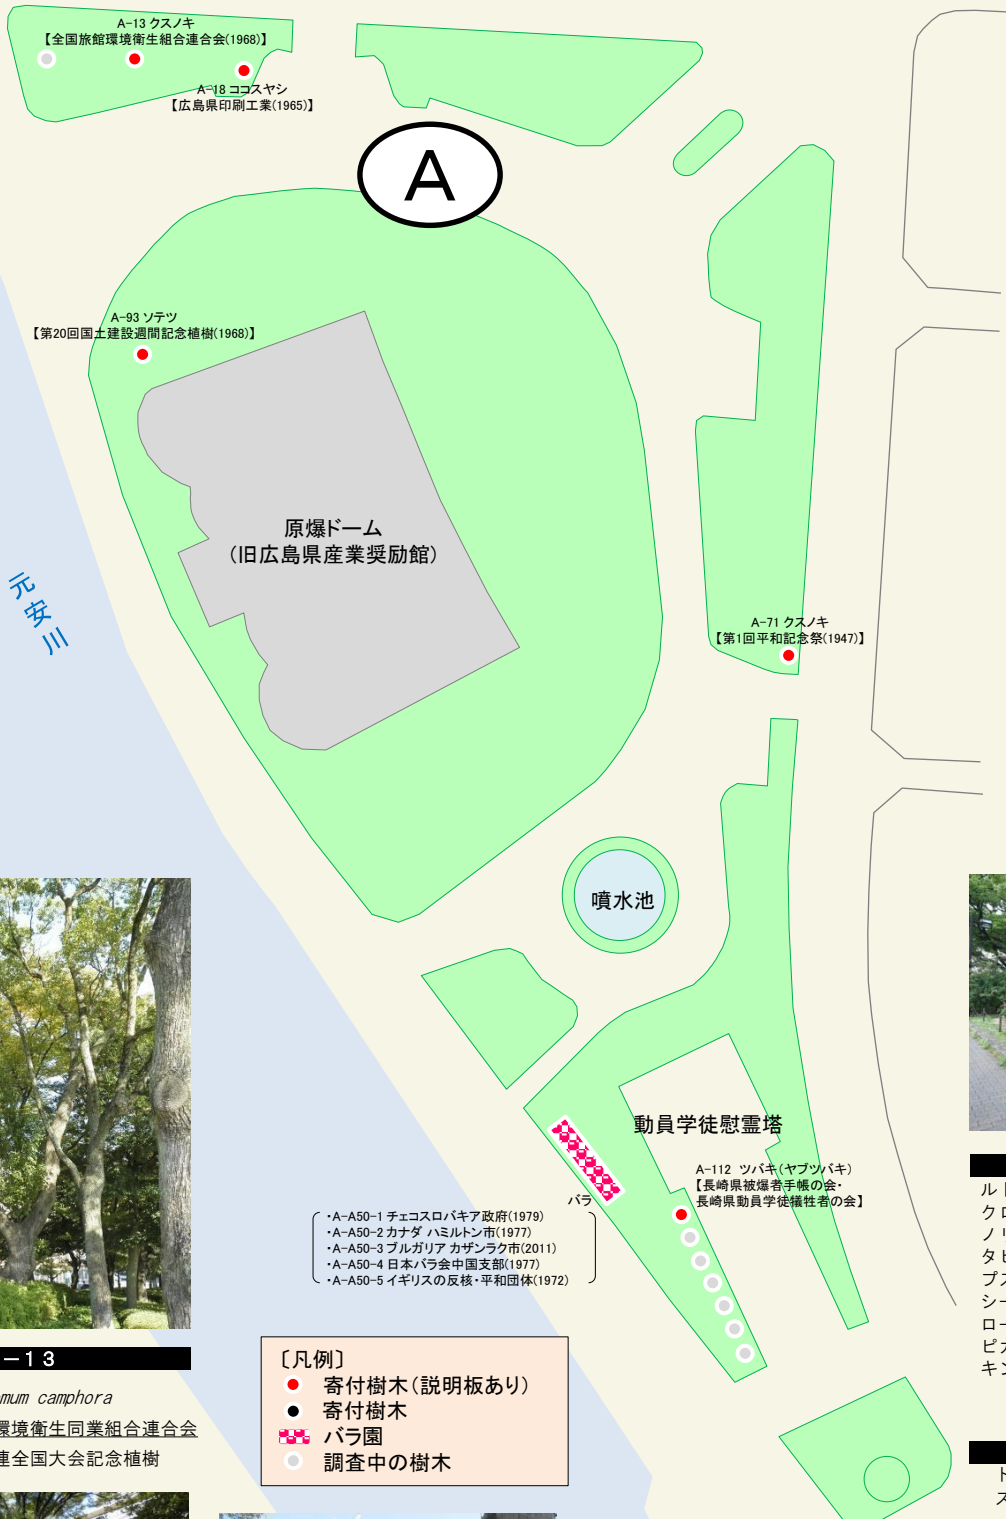 A-13 クスノキ
【全国旅館環境衛生組合連合会(1968)】
A-18 ココスヤシ
【広島県印刷工業(1965)】
A
A-93 ソテツ
【第20回国土建設週間記念植樹(1968)】
原爆ドーム
(旧広島県産業奨励館)
元安川
A-71 クスノキ
【第1回平和記念祭(1947)】
噴水池
動員学徒慰霊塔
A-112 ツバキ(ヤブツバキ)
【長崎県被爆者手帳の会・
長崎県動員学徒犠牲者の会】
バラ
・A-A50-1 チェコスロバキア政府(1979)
・A-A50-2 カナダ ハミルトン市(1977)
・A-A50-3 ブルガリア カザンラク市(2011)
・A-A50-4 日本バラ会中国支部(1977)
・A-A50-5 イギリスの反核・平和団体(1972)
〔凡例〕
寄付樹木(説明板あり)
寄付樹木
バラ園
調査中の樹木
－13
mum camphora
環境衛生同業組合連合会
連全国大会記念植樹
ル
ク
ノ
タ
プ
シー
ロー
ピ
キ